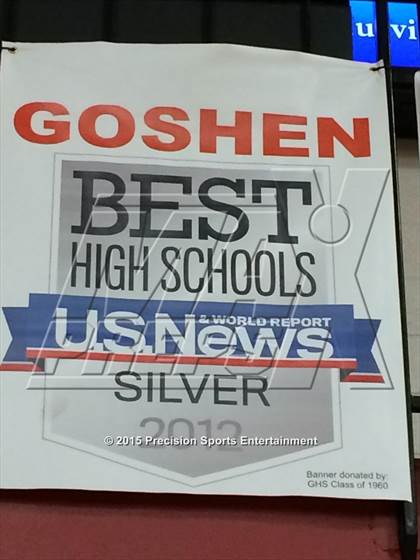 u vi
GOSHEN
BEST
HIGH SCHOOLS
U.S.News & WORLD REPORT
SILVER
2012
© 2015 Precision Sports Entertainment
Banner donated by:
GHS Class of 1960